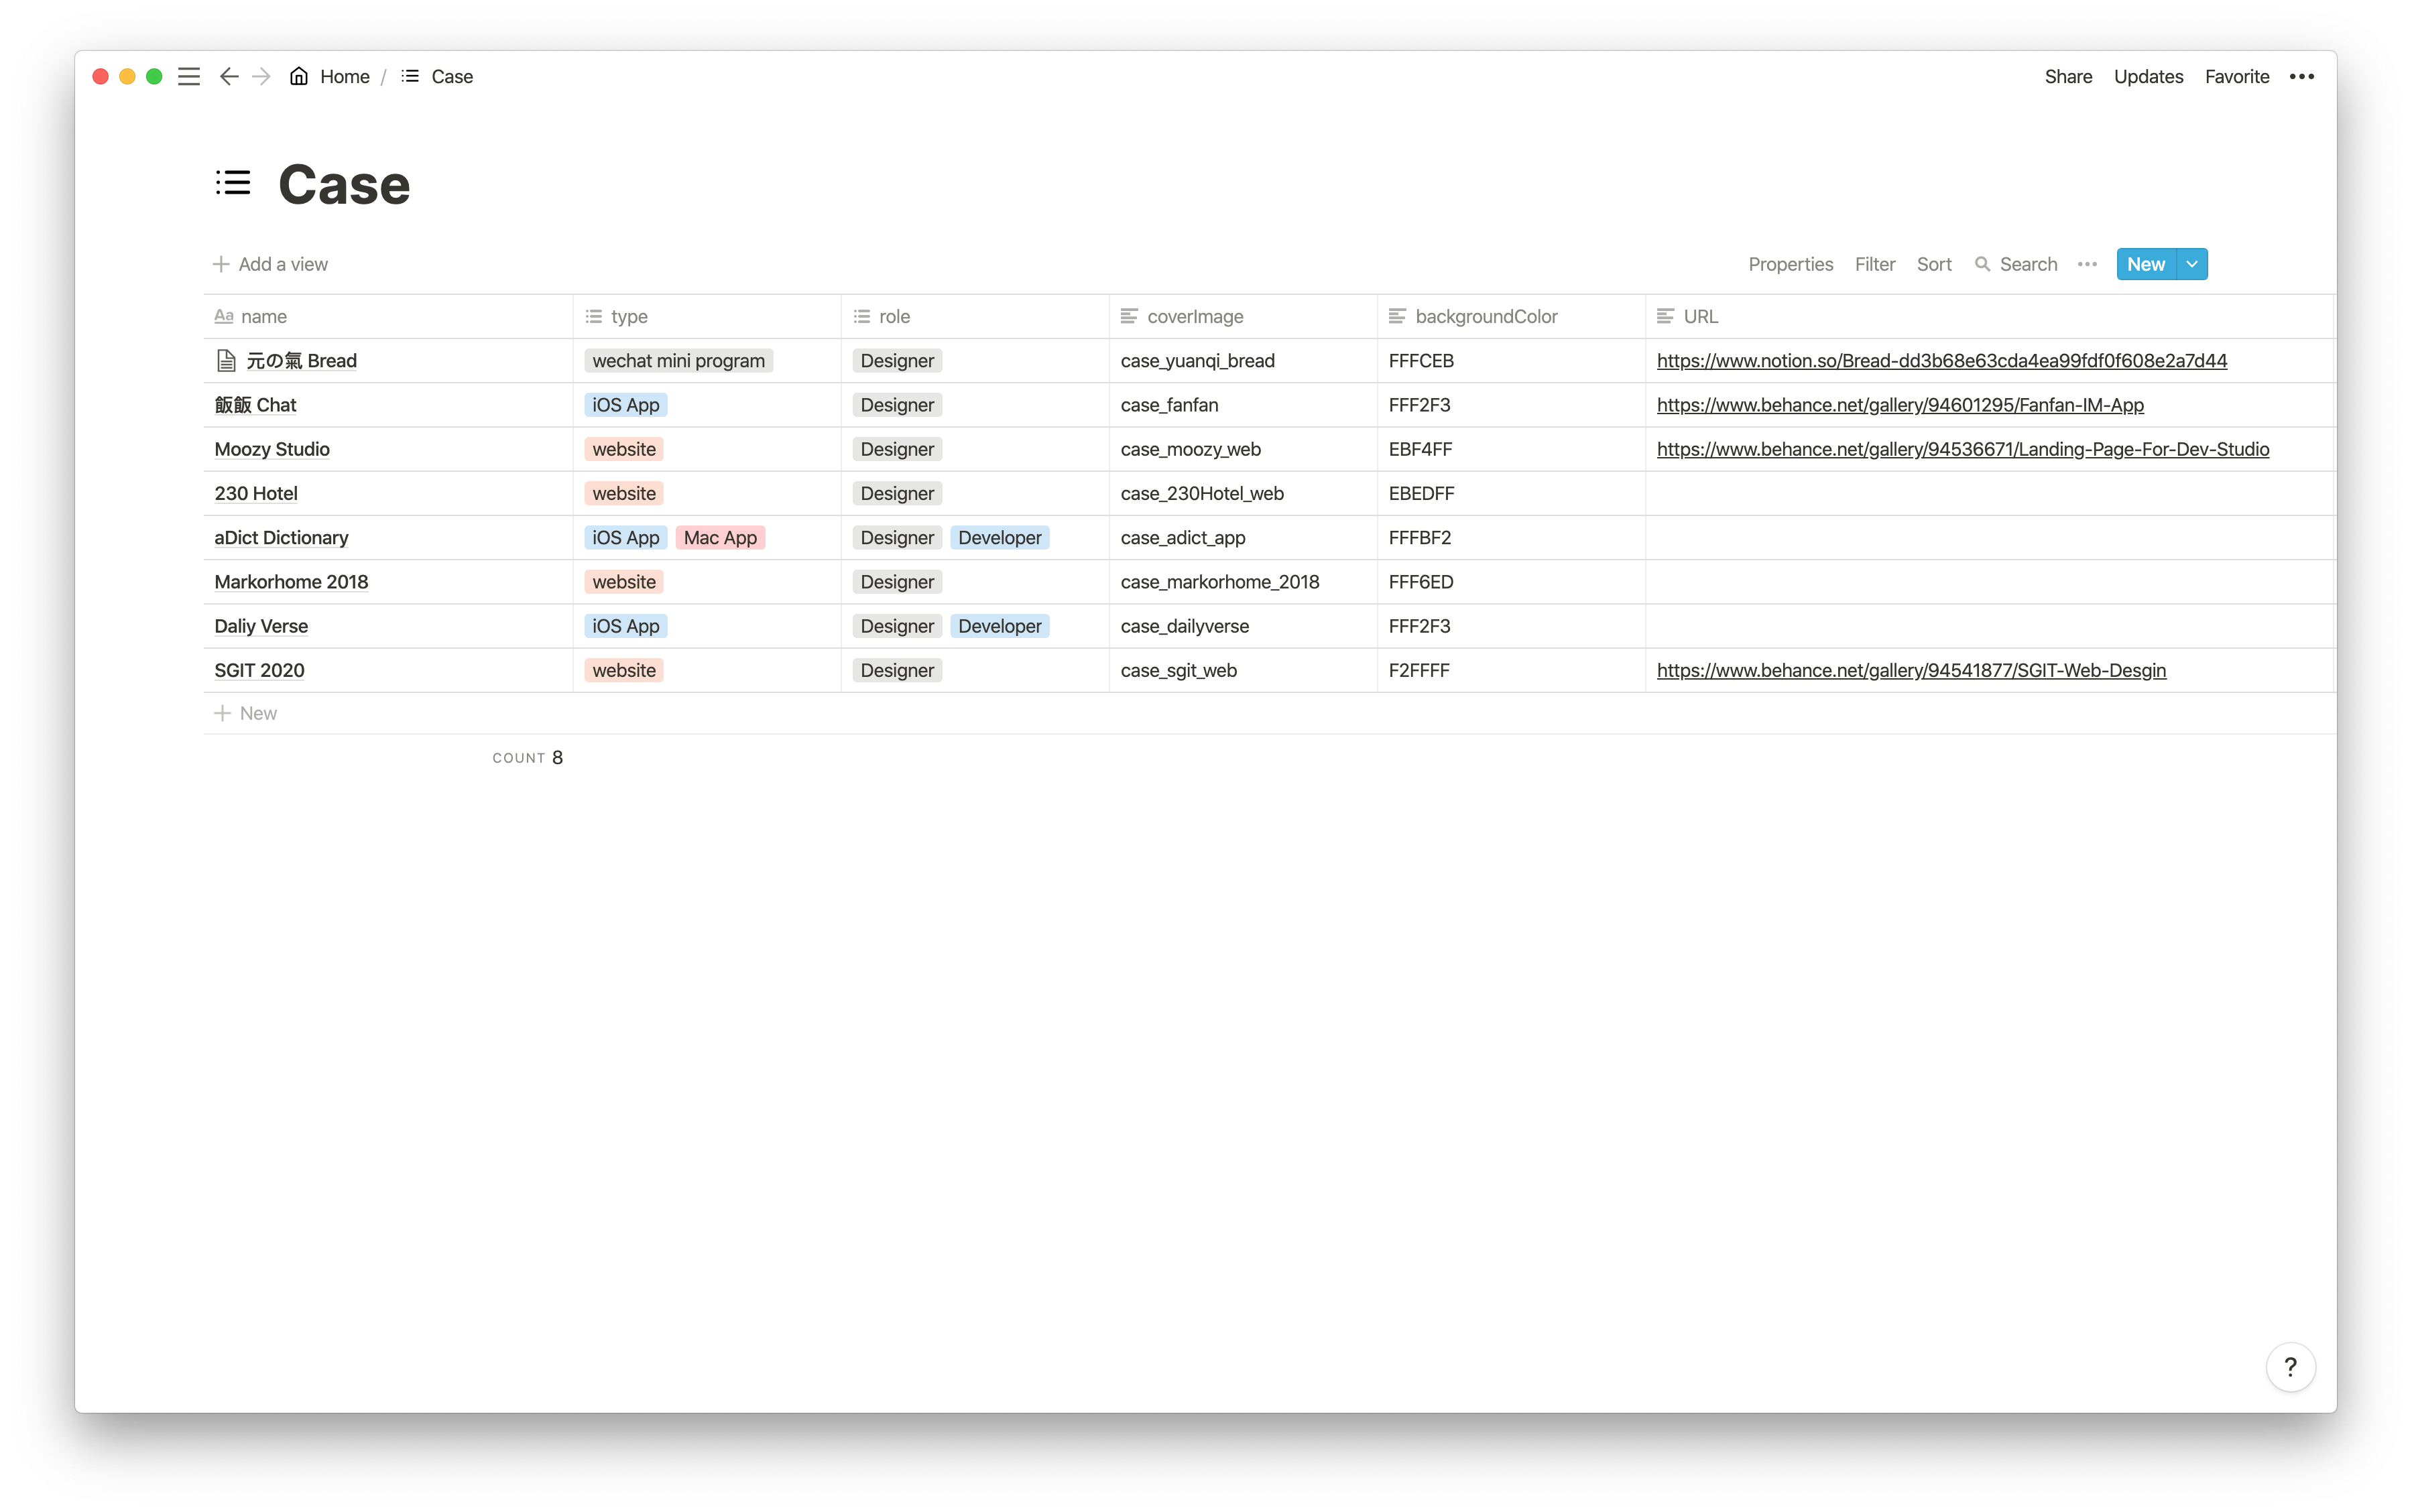 Home / Case Share Updates Favorite •••
Case
Add a view Properties Filter Sort Search ••• New
Aa name type role coverImage backgroundColor URL
元の氣 Bread wechat mini program Designer case_yuanqi_bread FFFCEB https://www.notion.so/Bread-dd3b68e63cda4ea99fdf0f608e2a7d44
飯飯 Chat iOS App Designer case_fanfan FFF2F3 https://www.behance.net/gallery/94601295/Fanfan-IM-App
Moozy Studio website Designer case_moozy_web EBF4FF https://www.behance.net/gallery/94536671/Landing-Page-For-Dev-Studio
230 Hotel website Designer case_230Hotel_web EBEDFF
aDict Dictionary iOS App Mac App Designer Developer case_adict_app FFFBF2
Markorhome 2018 website Designer case_markorhome_2018 FFF6ED
Daliy Verse iOS App Designer Developer case_dailyverse FFF2F3
SGIT 2020 website Designer case_sgit_web F2FFFF https://www.behance.net/gallery/94541877/SGIT-Web-Desgin
New
COUNT 8
?